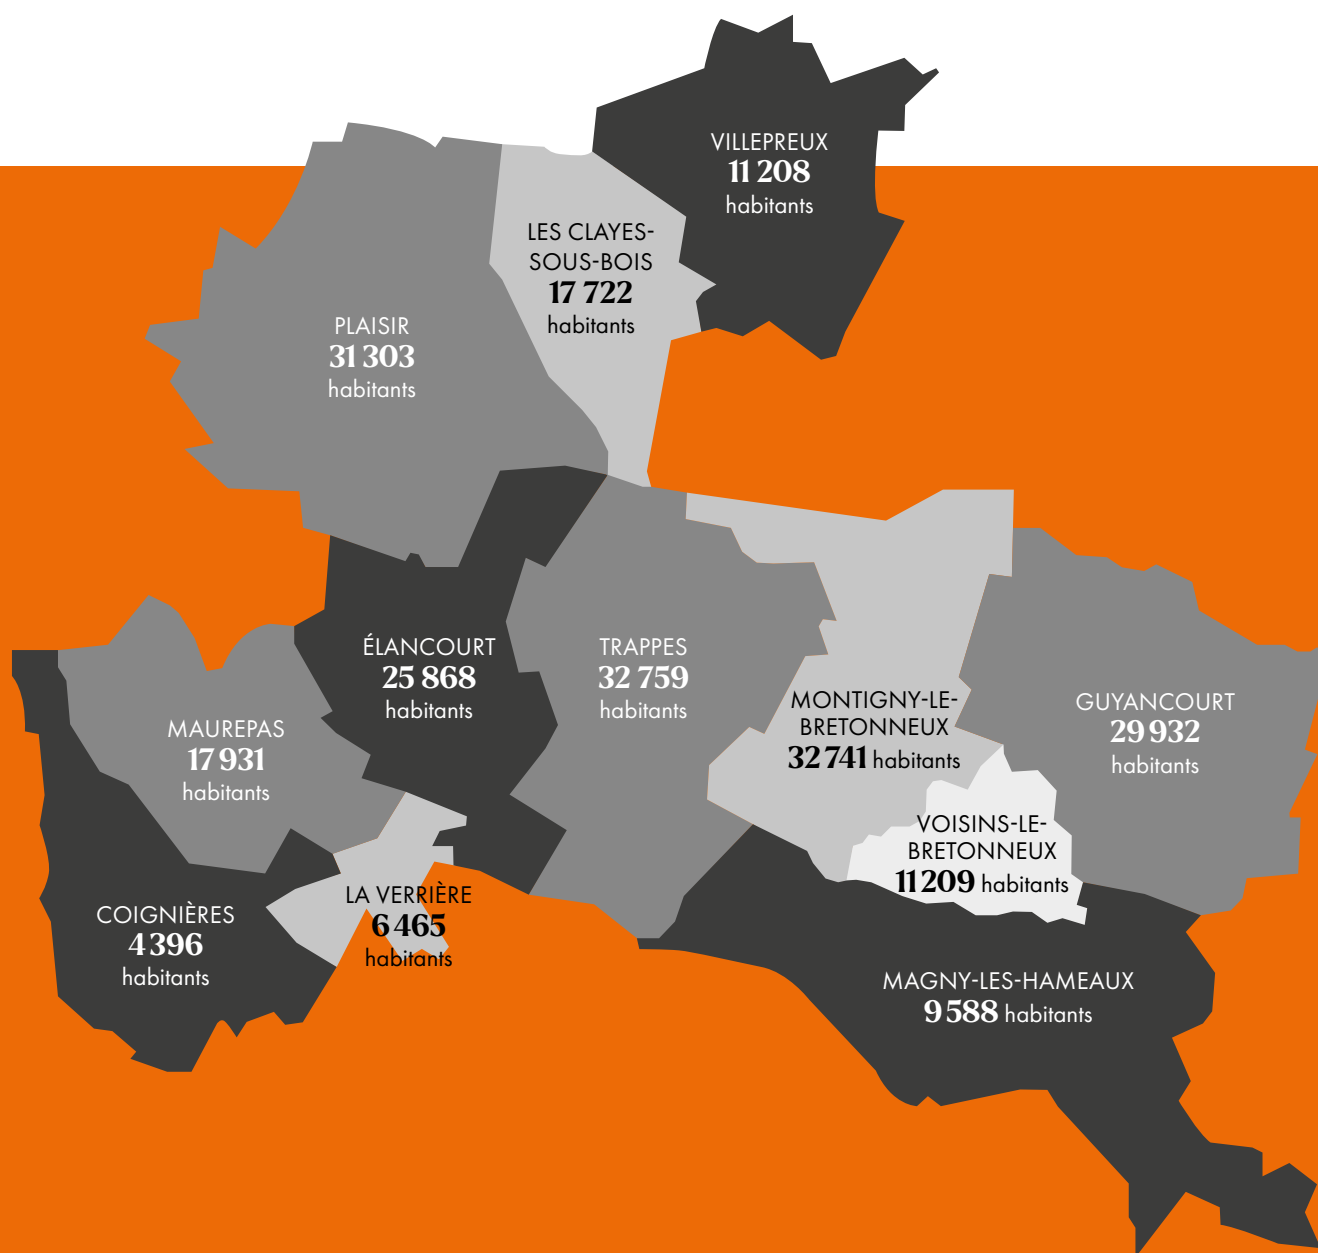 VILLEPREUX
11 208
habitants
LES CLAYES-
SOUS-BOIS
17 722
habitants
PLAISIR
31 303
habitants
ÉLANCOURT
25 868
habitants
TRAPPES
32 759
habitants
MONTIGNY-LE-
BRETONNEUX
32 741 habitants
GUYANCOURT
29 932
habitants
MAUREPAS
17 931
habitants
VOISINS-LE-
BRETONNEUX
11 209 habitants
LA VERRIÈRE
6 465
habitants
COIGNIÈRES
4 396
habitants
MAGNY-LES-HAMEAUX
9 588 habitants